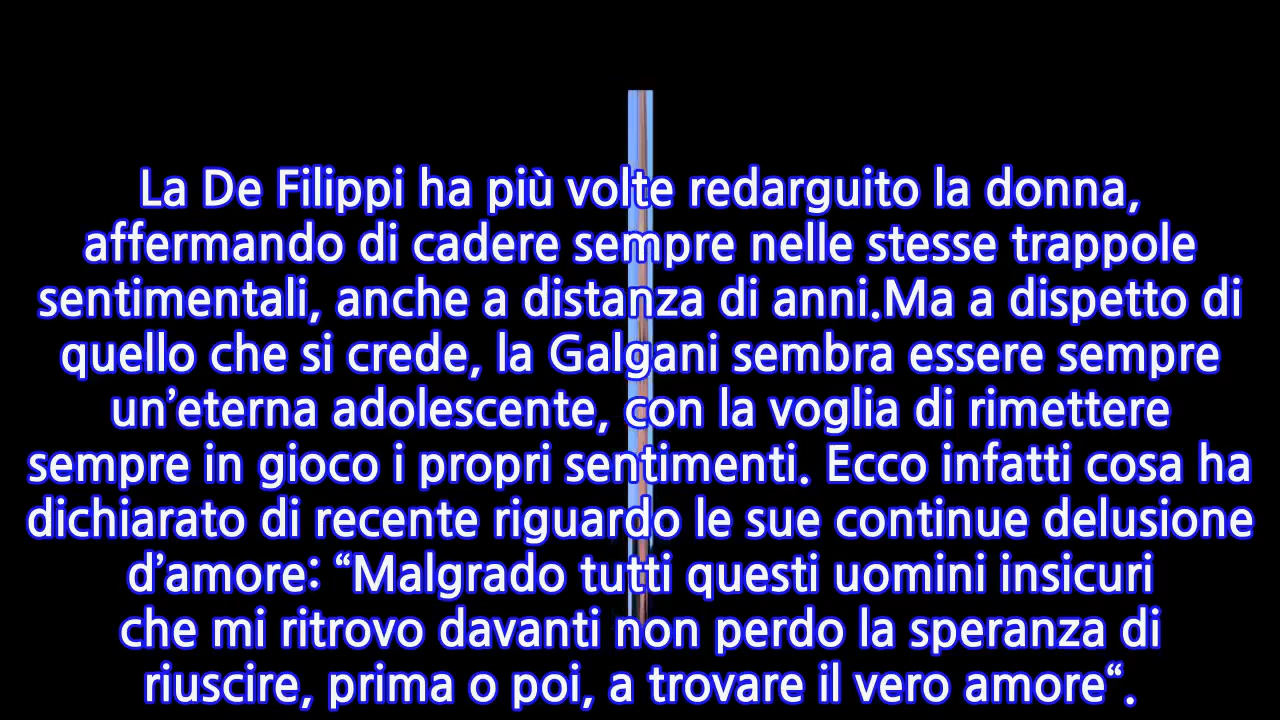 La De Filippi ha più volte redarguito la donna,
affermando di cadere sempre nelle stesse trappole
sentimentali, anche a distanza di anni.Ma a dispetto di
quello che si crede, la Galgani sembra essere sempre
un’eterna adolescente, con la voglia di rimettere
sempre in gioco i propri sentimenti. Ecco infatti cosa ha
dichiarato di recente riguardo le sue continue delusione
d’amore: “Malgrado tutti questi uomini insicuri
che mi ritrovo davanti non perdo la speranza di
riuscire, prima o poi, a trovare il vero amore“.